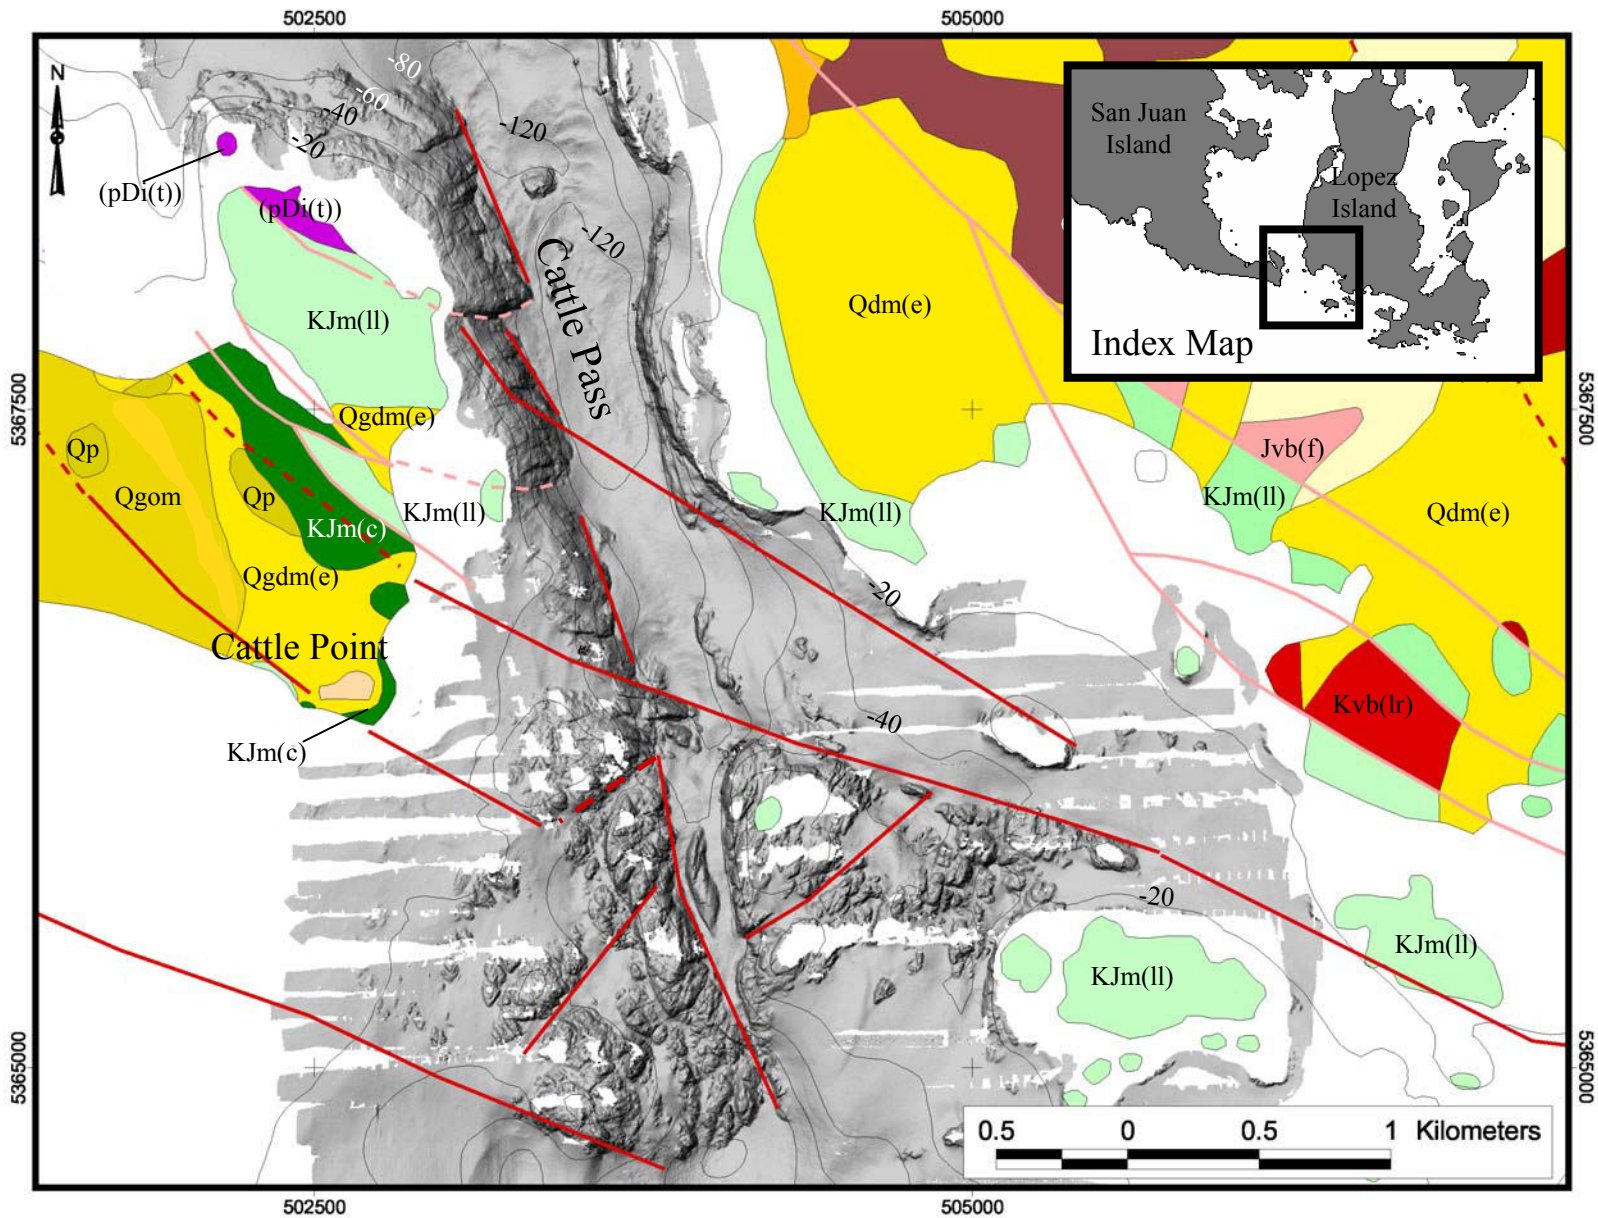 502500
505000
N
-80
-60
-40
-20
-120
-120
(pDi(t))
(pDi(t))
Cattle Pass
San Juan
Island
Lopez
Island
Index Map
KJm(ll)
Qdm(e)
5367500
5367500
Qgdm(e)
Qp
Qgom
Qp
KJm(c)
KJm(ll)
KJm(ll)
Jvb(f)
KJm(ll)
Qdm(e)
Qgdm(e)
-20
Cattle Point
KJm(c)
-40
Kvb(lr)
-20
KJm(ll)
KJm(ll)
5365000
5365000
0.5 0 0.5 1 Kilometers
502500
505000